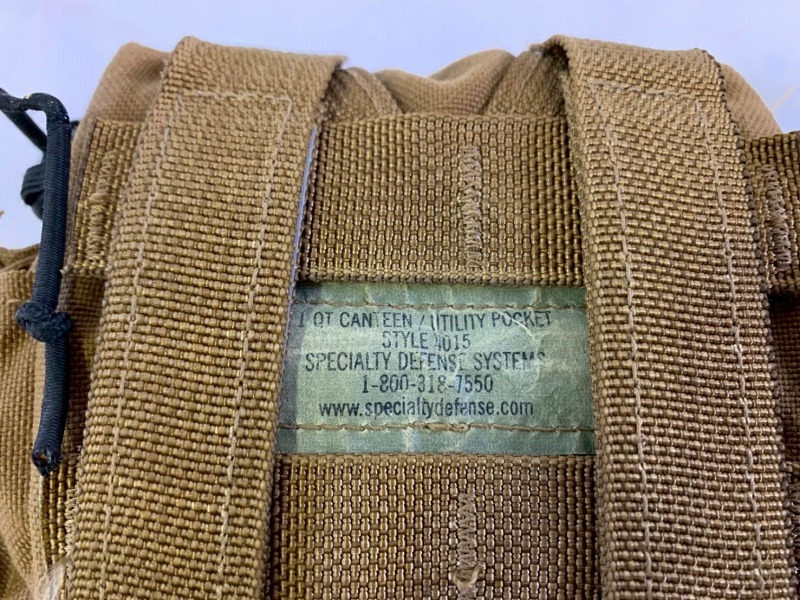 1 QT CANTEEN / UTILITY POCKET
STYLE 4015
SPECIALTY DEFENSE SYSTEMS
1-800-318-7550
www.specialtydefense.com